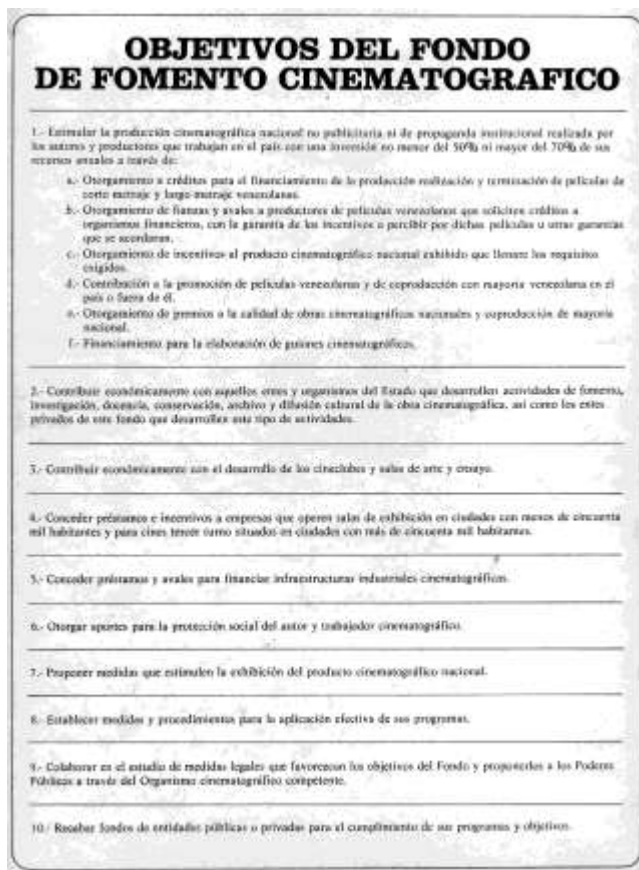 OBJETIVOS DEL FONDO
DE FOMENTO CINEMATOGRAFICO
1.- Estimular la producción cinematográfica nacional no publicitaria ni de propaganda institucional realizada por
los autores y productores que trabajan en el país con una inversión no menor del 50% ni mayor del 70% de sus
recursos anuales a través de:
a.- Otorgamiento a créditos para el financiamiento de la producción realización y terminación de películas de
corto metraje y largo metraje venezolanas.
b.- Otorgamiento de fianzas y avales a productores de películas venezolanos que soliciten créditos a
organismos financieros, con la garantía de los incentivos a percibir por dichas películas u otras garantías
que se acordaran.
c.- Otorgamiento de incentivos al producto cinematográfico nacional exhibido que llenare los requisitos
exigidos.
d.- Contribución a la promoción de películas venezolanas y de coproducción con mayoría venezolana en el
país o fuera de él.
e.- Otorgamiento de premios a la calidad de obras cinematográficas nacionales y coproducción de mayoría
nacional.
f.- Financiamiento para la elaboración de guiones cinematográficos.
2.- Contribuir económicamente con aquellos entes y organismos del Estado que desarrollen actividades de fomento,
investigación, docencia, conservación, archivo y difusión cultural de la obra cinematográfica, así como los entes
privados de este fondo que desarrollen este tipo de actividades.
3.- Contribuir económicamente con el desarrollo de los cineclubes y salas de arte y ensayo.
4.- Conceder préstamos e incentivos a empresas que operen salas de exhibición en ciudades con menos de cincuenta
mil habitantes y para cines tercer turno situados en ciudades con más de cincuenta mil habitantes.
5.- Conceder préstamos y avales para financiar infraestructuras industriales cinematográficas.
6.- Otorgar aportes para la protección social del autor y trabajador cinematográfico.
7.- Proponer medidas que estimulen la exhibición del producto cinematográfico nacional.
8.- Establecer medidas y procedimientos para la aplicación efectiva de sus programas.
9.- Colaborar en el estudio de medidas legales que favorezcan los objetivos del Fondo y proponerlos a los Poderes
Públicos a través del Organismo cinematográfico competente.
10.- Recabar fondos de entidades públicas o privadas para el cumplimiento de sus programas y objetivos.